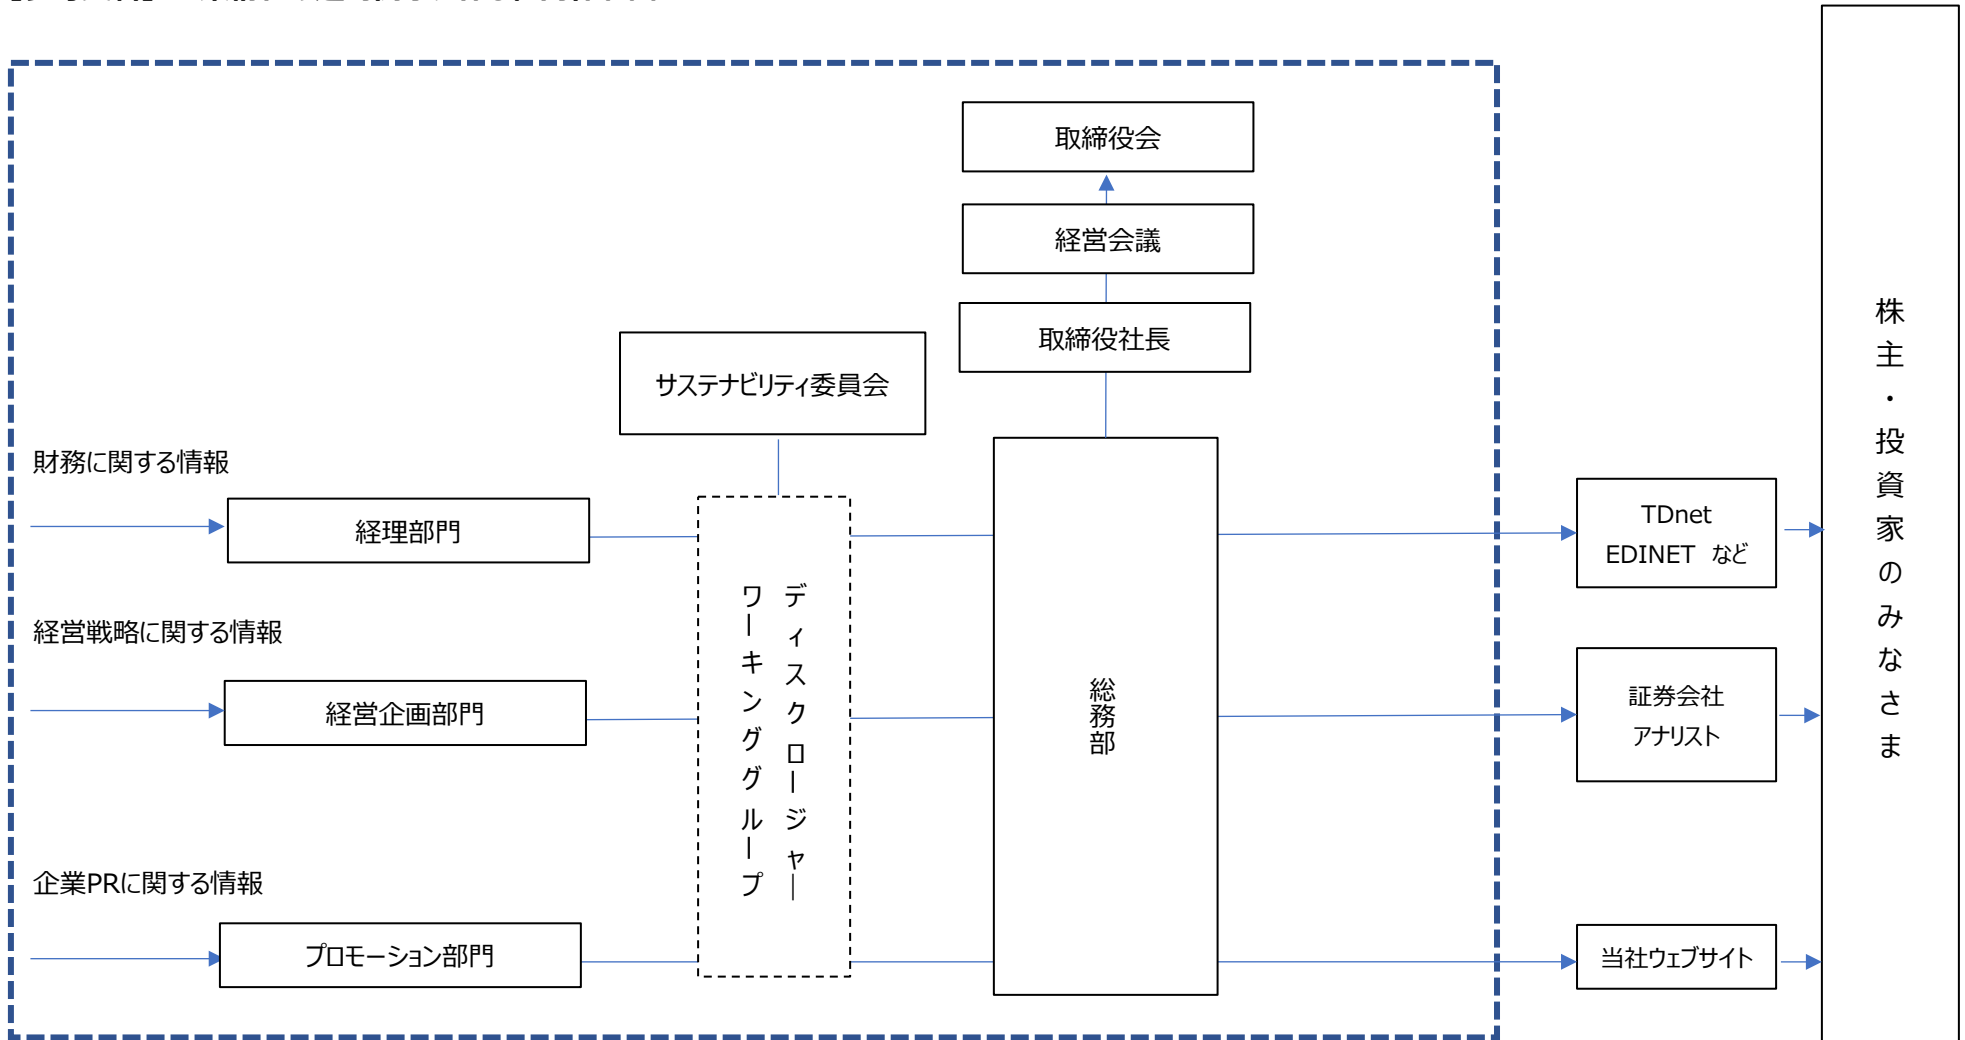 取締役会
経営会議
取締役社長
サステナビリティ委員会
財務に関する情報
経理部門
経営戦略に関する情報
経営企画部門
企業PRに関する情報
プロモーション部門
ディスクロージャー
ワーキンググループ
総務部
TDnet
EDINET など
証券会社
アナリスト
当社ウェブサイト
株主・投資家のみなさま